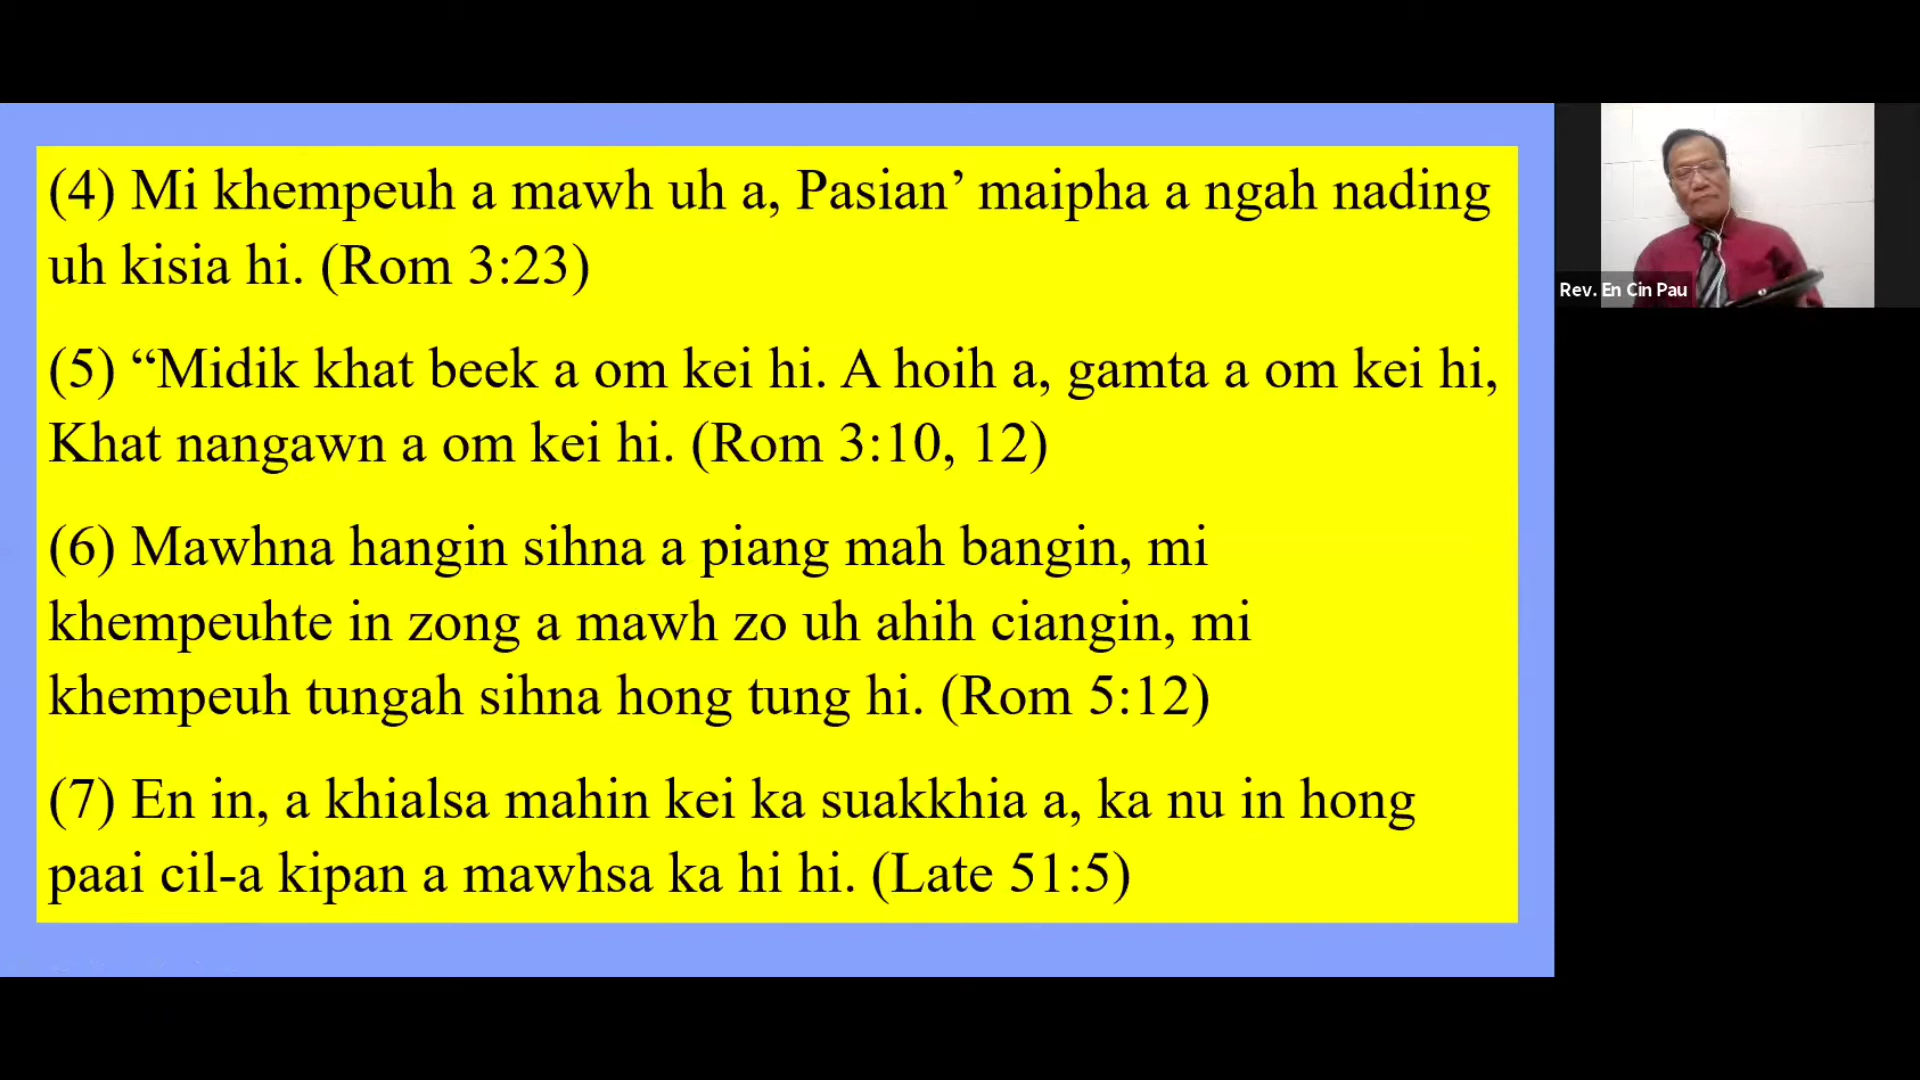 (4) Mi khempeuh a mawh uh a, Pasian’ maipha a ngah nading
uh kisia hi. (Rom 3:23)
(5) “Midik khat beek a om kei hi. A hoih a, gamta a om kei hi,
Khat nangawn a om kei hi. (Rom 3:10, 12)
(6) Mawhna hangin sihna a piang mah bangin, mi
khempeuhte in zong a mawh zo uh ahih ciangin, mi
khempeuh tungah sihna hong tung hi. (Rom 5:12)
(7) En in, a khialsa mahin kei ka suakkhia a, ka nu in hong
paai cil-a kipan a mawhsa ka hi hi. (Late 51:5)
Rev. En Cin Pau